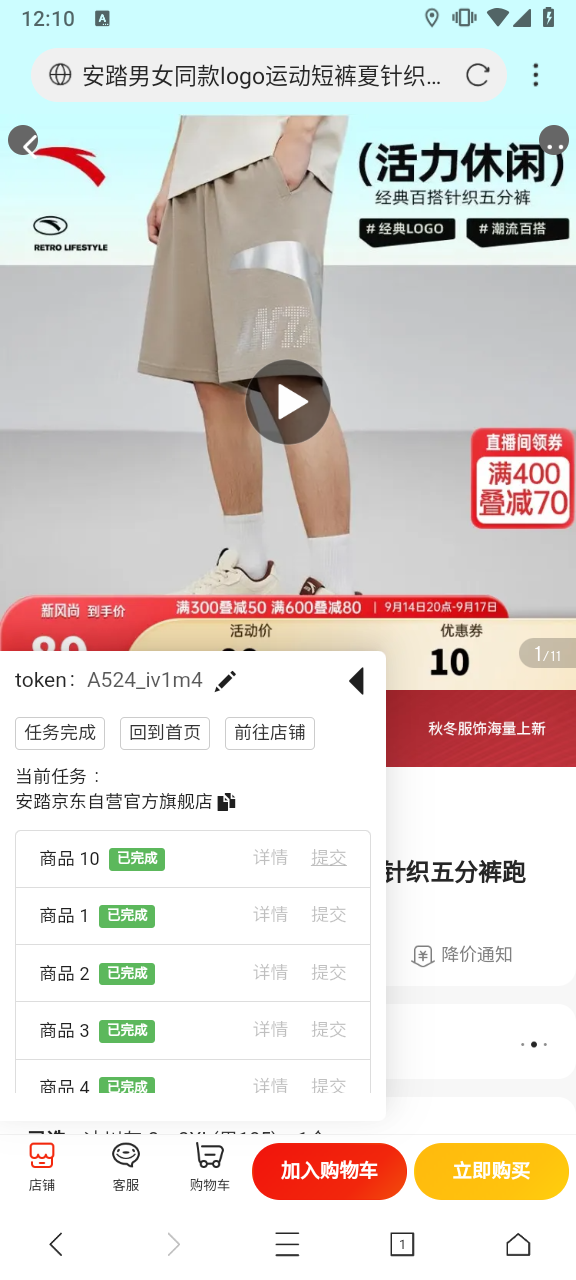 12:10
安踏男女同款logo运动短裤夏针织...
(活力休闲)
经典百搭针织五分裤
#经典LOGO #潮流百搭
RETRO LIFESTYLE
直播间领券
满400
叠减70
新风尚 到手价 满300叠减50 满600叠减80 | 9月14日20点-9月17日
活动价 优惠券
10
1/11
秋冬服饰海量上新
token: A524_iv1m4
任务完成 回到首页 前往店铺
当前任务：
安踏京东自营官方旗舰店
商品 10 已完成 详情 提交
针织五分裤跑
商品 1 已完成 详情 提交
降价通知
商品 2 已完成 详情 提交
商品 3 已完成 详情 提交
商品 4 已完成 详情 提交
店铺 客服 购物车 加入购物车 立即购买
1